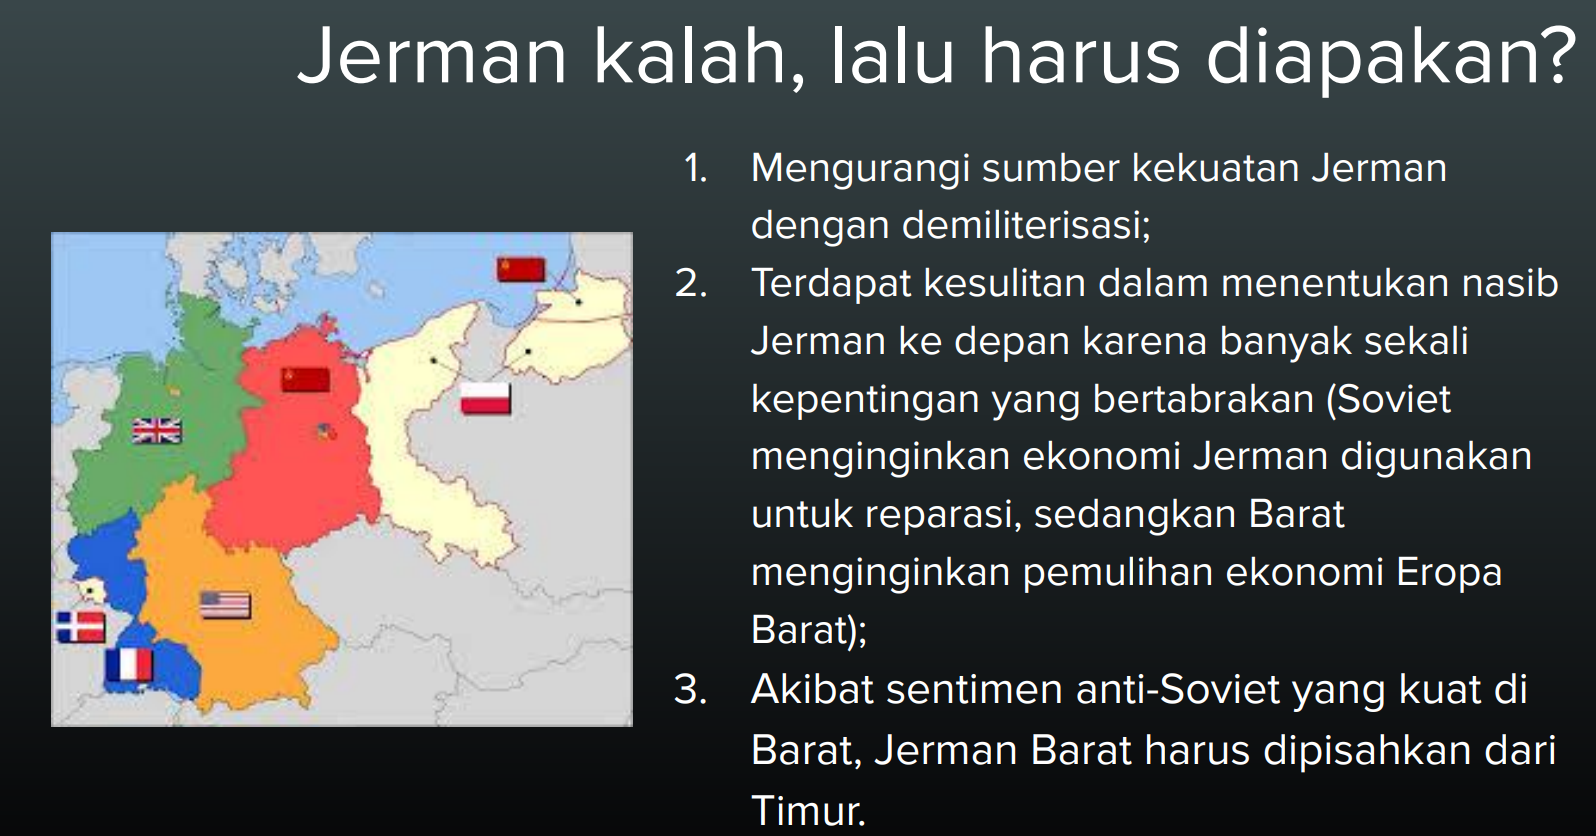 Jerman kalah, lalu harus diapakan?
1. Mengurangi sumber kekuatan Jerman
dengan demiliterisasi;
2. Terdapat kesulitan dalam menentukan nasib
Jerman ke depan karena banyak sekali
kepentingan yang bertabrakan (Soviet
menginginkan ekonomi Jerman digunakan
untuk reparasi, sedangkan Barat
menginginkan pemulihan ekonomi Eropa
Barat);
3. Akibat sentimen anti-Soviet yang kuat di
Barat, Jerman Barat harus dipisahkan dari
Timur.